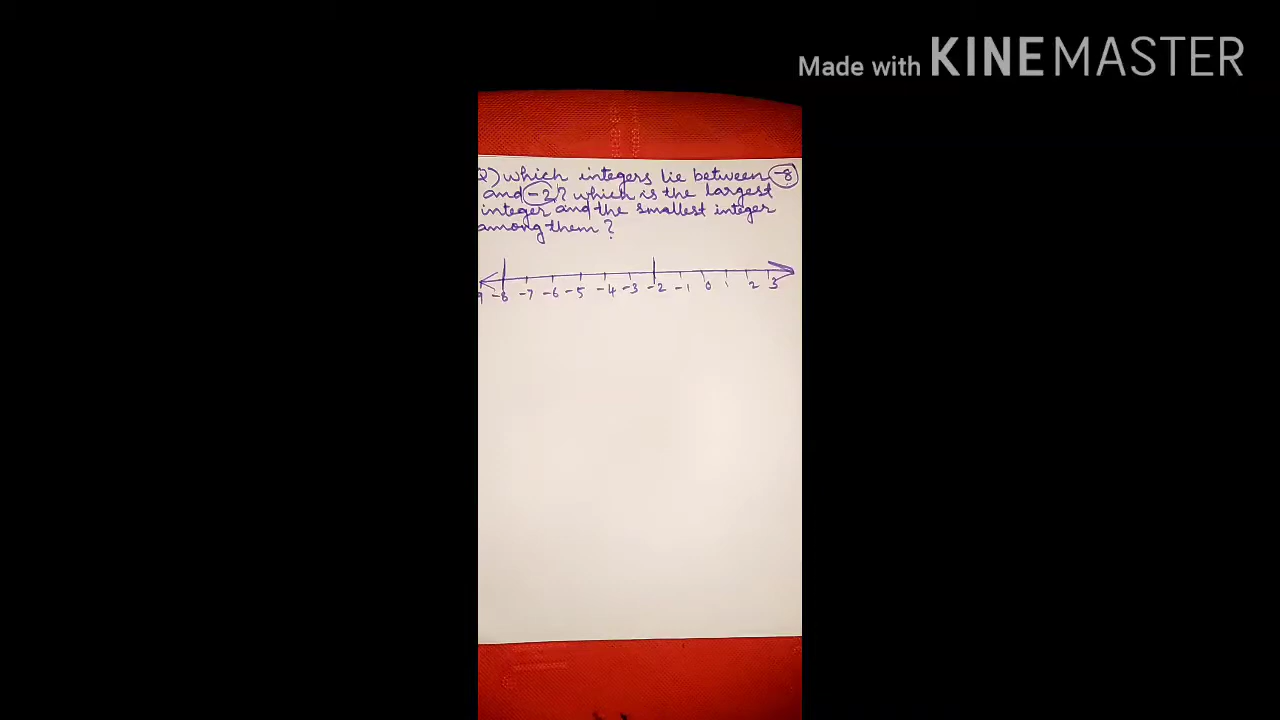 Made with KINEMASTER
Q) which integers lie between -8
and -2? which is the largest
integer and the smallest integer
among them?
-9 -8 -7 -6 -5 -4 -3 -2 -1 0 1 2 3